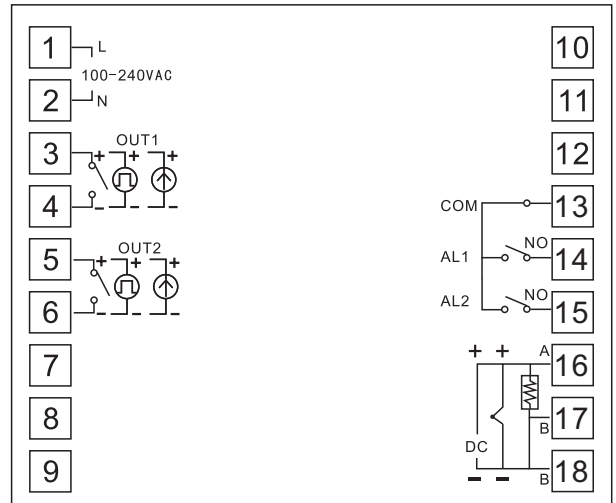 1 L 10
100-240VAC
2 N 11
3 OUT1 12
+ + +
4 - - - COM 13
5 OUT2 AL1 NO 14
+ + +
6 - - - AL2 NO 15
7 + + A 16
8 DC B 17
9 - - B 18